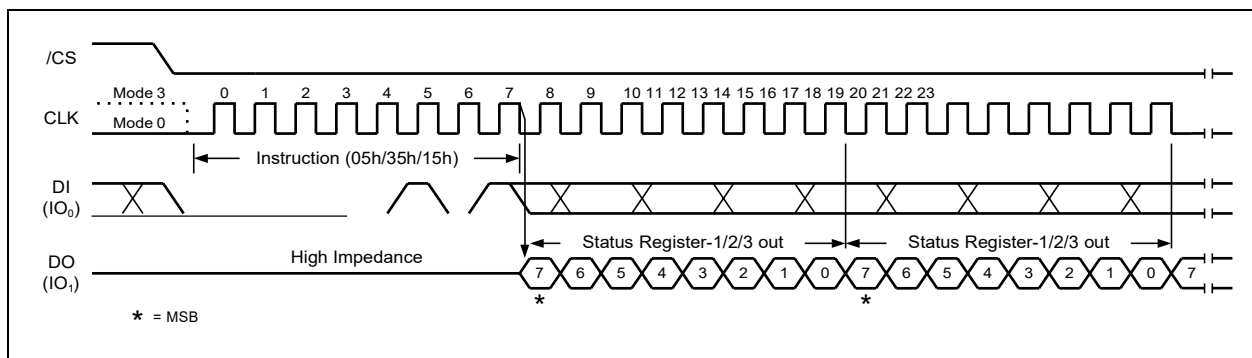 /CS
Mode 3
0 1 2 3 4 5 6 7 8 9 10 11 12 13 14 15 16 17 18 19 20 21 22 23
CLK
Mode 0
Instruction (05h/35h/15h)
DI
(IO0)
Status Register-1/2/3 out Status Register-1/2/3 out
High Impedance
DO
(IO1)
7 6 5 4 3 2 1 0 7 6 5 4 3 2 1 0 7
* *
* = MSB